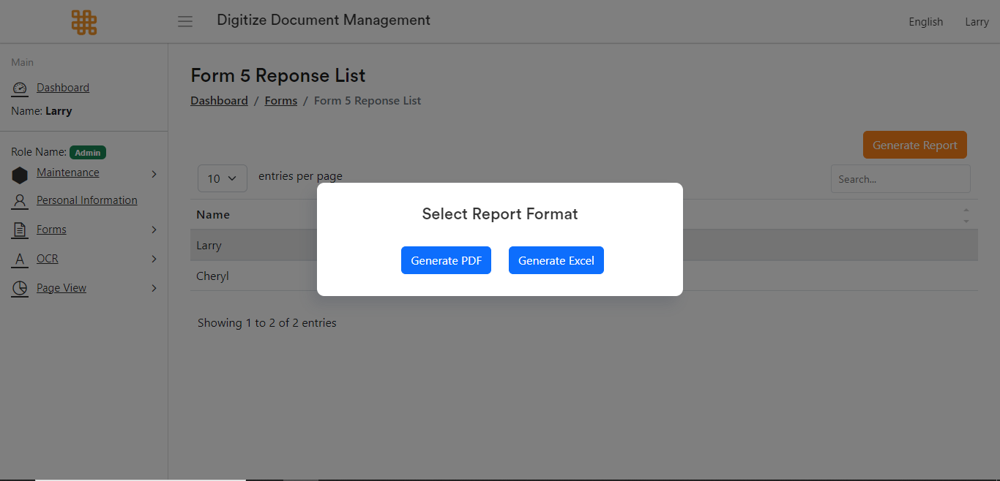 Digitize Document Management
English
Larry
Main
Dashboard
Name: Larry
Role Name: Admin
Maintenance
Personal Information
Forms
OCR
Page View
Form 5 Reponse List
Dashboard / Forms / Form 5 Reponse List
Generate Report
10 entries per page
Search...
Name
Larry
Cheryl
Showing 1 to 2 of 2 entries
Select Report Format
Generate PDF
Generate Excel